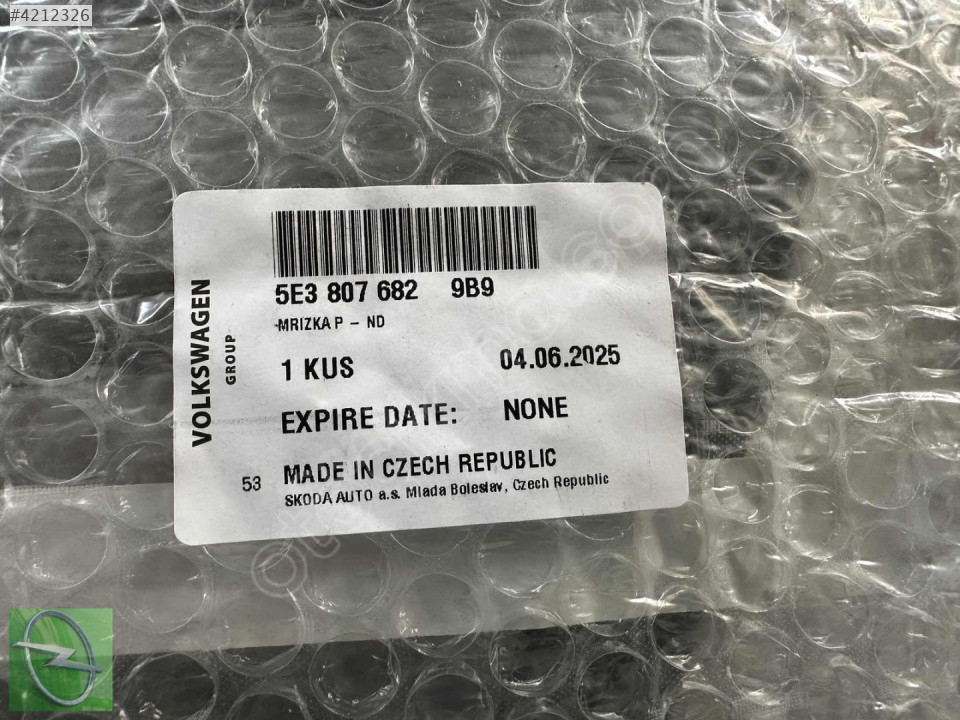 #4212326
VOLKSWAGEN
GROUP
5E3 807 682 9B9
MRIZKA P - ND
1 KUS 04.06.2025
EXPIRE DATE: NONE
53 MADE IN CZECH REPUBLIC
SKODA AUTO a.s. Mlada Boleslav, Czech Republic